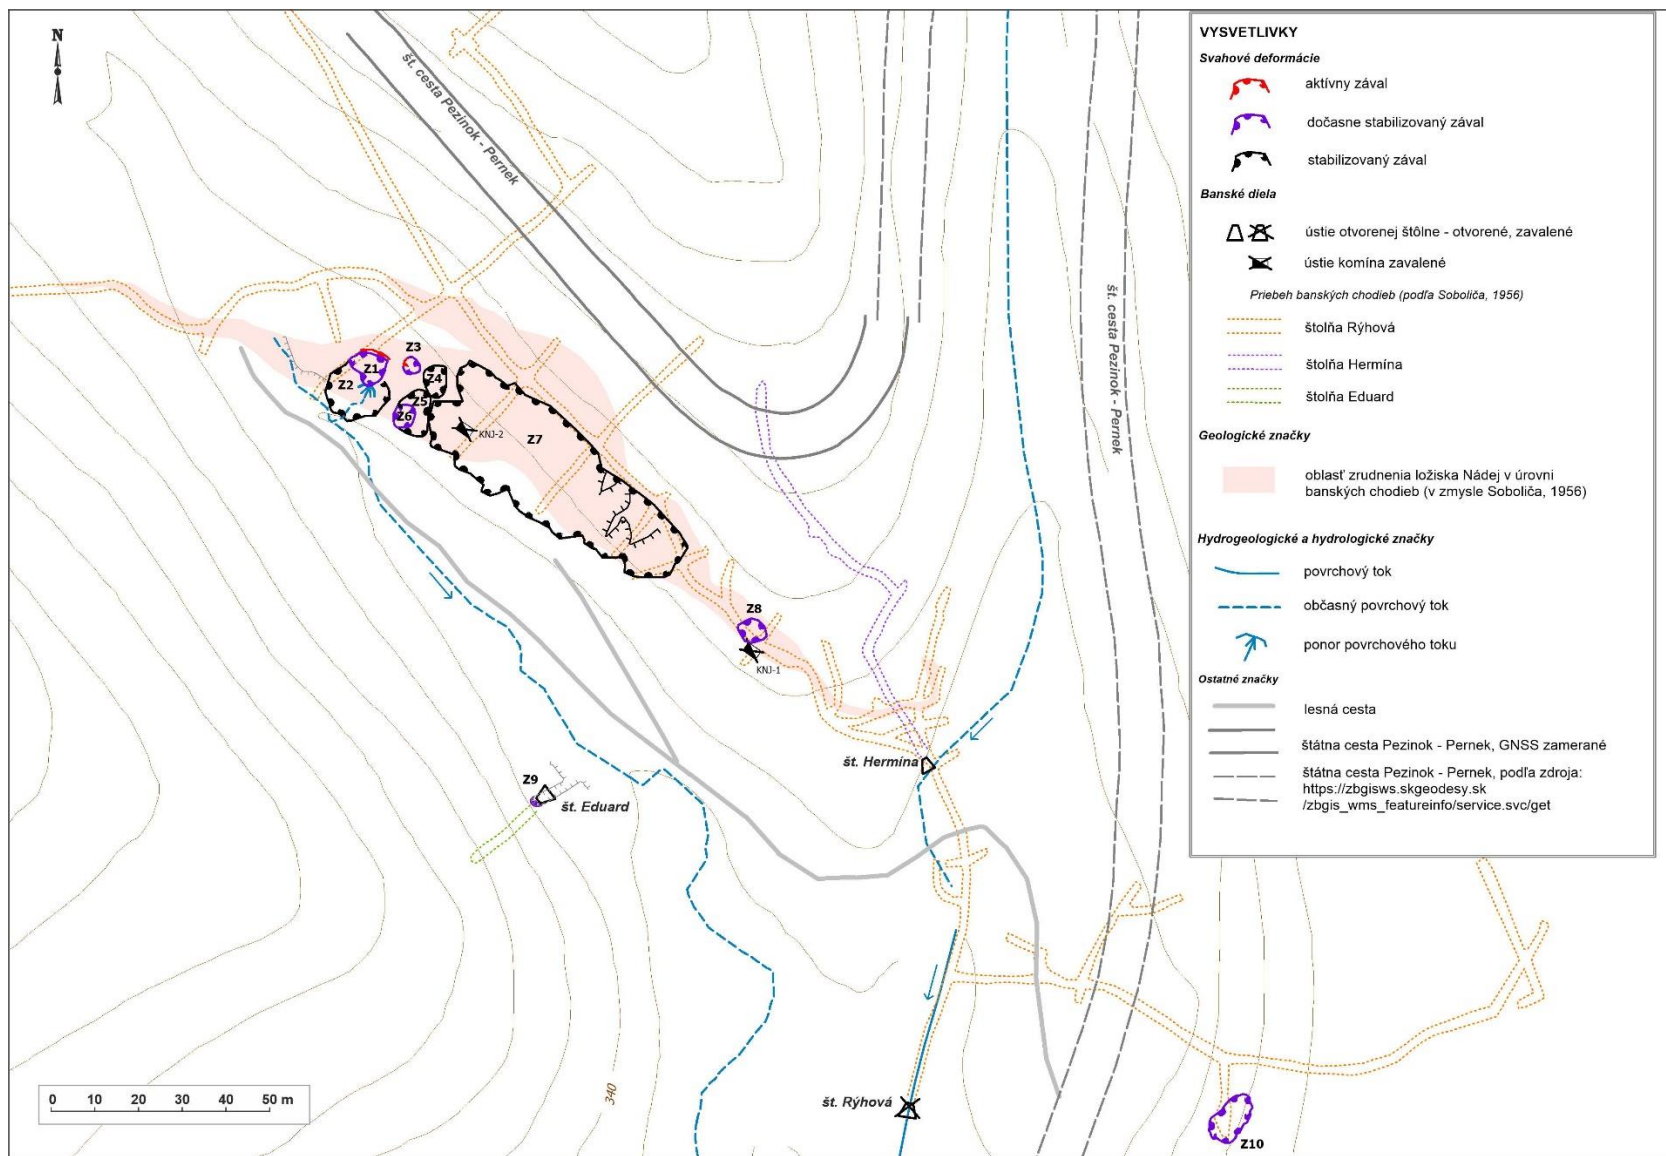 N
št. cesta Pezinok - Pernek
št. cesta Pezinok - Pernek
Z3
Z1
Z2
Z4
Z5
Z6
KNJ-2
Z7
Z8
KNJ-1
št. Hermína
Z9
št. Eduard
340
št. Rýhová
Z10
0 10 20 30 40 50 m
VYSVETLIVKY
Svahové deformácie
aktívny zával
dočasne stabilizovaný zával
stabilizovaný zával
Banské diela
ústie otvorenej štôlne - otvorené, zavalené
ústie komína zavalené
Priebeh banských chodieb (podľa Soboliča, 1956)
štolňa Rýhová
štolňa Hermína
štolňa Eduard
Geologické značky
oblasť zrudnenia ložiska Nádej v úrovni
banských chodieb (v zmysle Soboliča, 1956)
Hydrogeologické a hydrologické značky
povrchový tok
občasný povrchový tok
ponor povrchového toku
Ostatné značky
lesná cesta
štátna cesta Pezinok - Pernek, GNSS zamerané
štátna cesta Pezinok - Pernek, podľa zdroja:
https://zbgisws.skgeodesy.sk
/zbgis_wms_featureinfo/service.svc/get